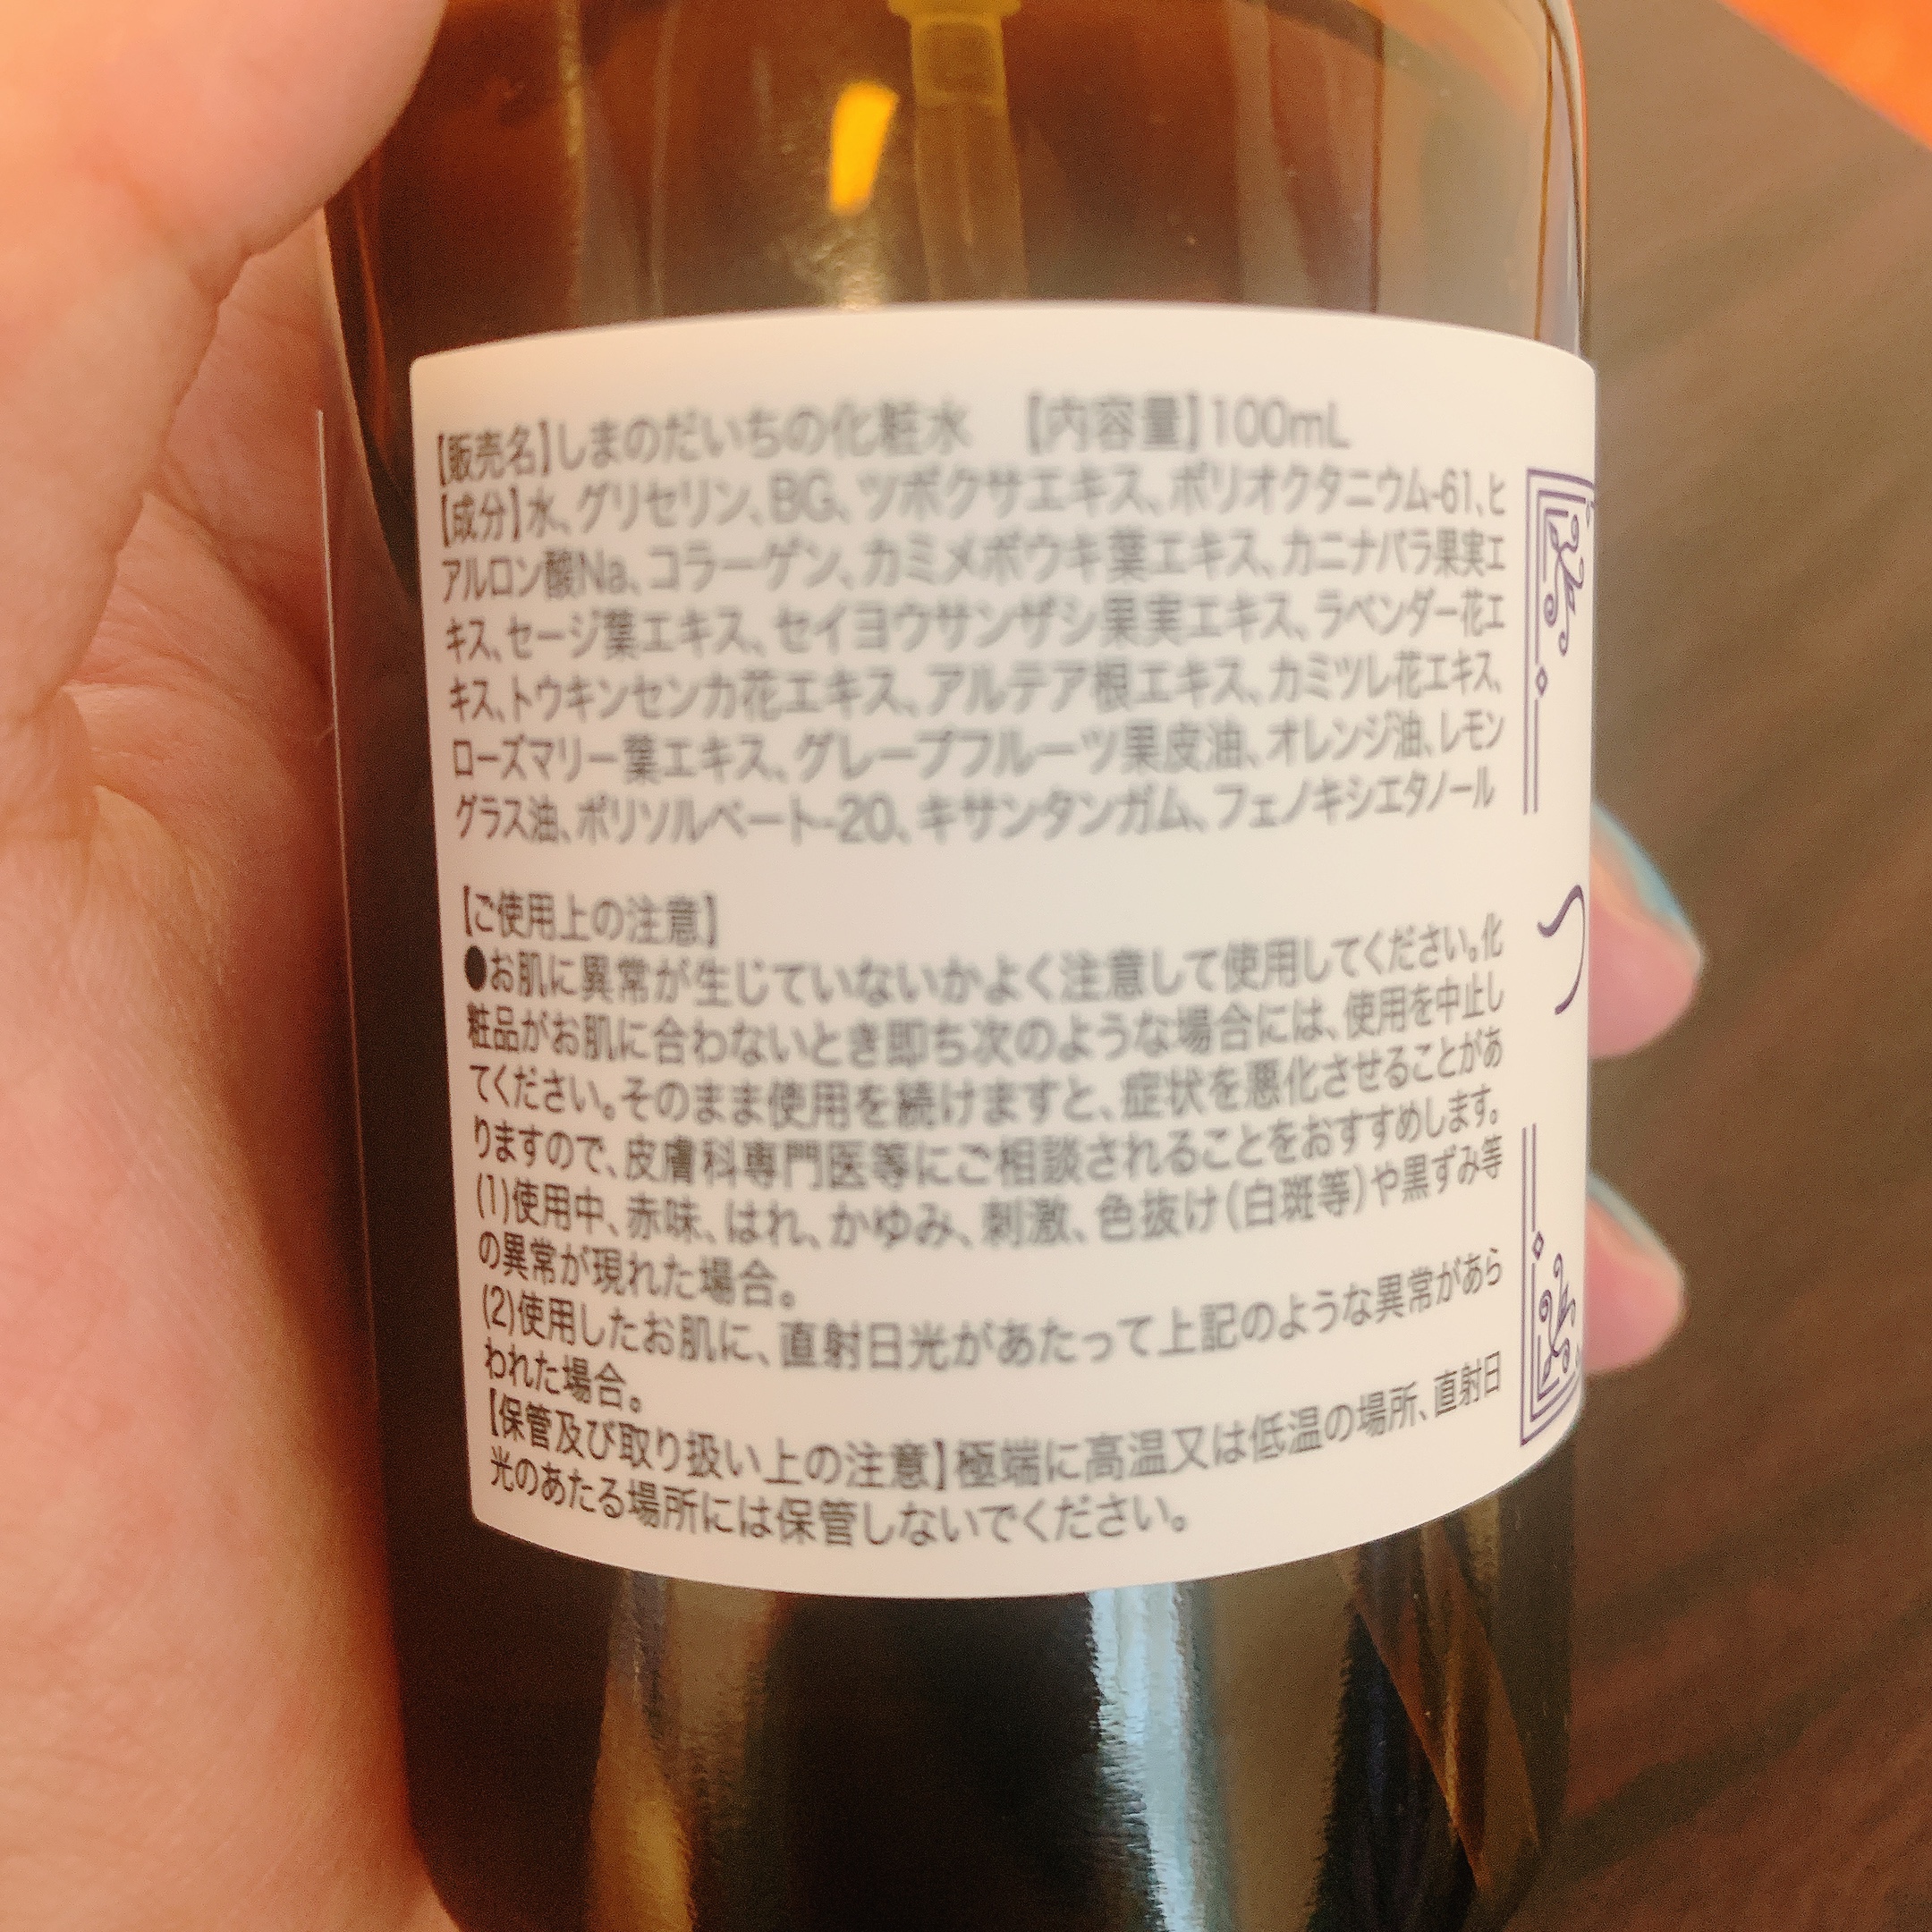 【販売名】しまのだいちの化粧水　【内容量】100mL
【成分】水、グリセリン、BG、ツボクサエキス、ポリオクタニウム-61、ヒ
アルロン酸Na、コラーゲン、カミメボウキ葉エキス、カニナバラ果実エ
キス、セージ葉エキス、セイヨウサンザシ果実エキス、ラベンダー花エ
キス、トウキンセンカ花エキス、アルテア根エキス、カミツレ花エキス、
ローズマリー葉エキス、グレープフルーツ果皮油、オレンジ油、レモン
グラス油、ポリソルベート-20、キサンタンガム、フェノキシエタノール
【ご使用上の注意】
●お肌に異常が生じていないかよく注意して使用してください。化
粧品がお肌に合わないとき即ち次のような場合には、使用を中止し
てください。そのまま使用を続けますと、症状を悪化させることがあ
りますので、皮膚科専門医等にご相談されることをおすすめします。
(1)使用中、赤味、はれ、かゆみ、刺激、色抜け（白斑等）や黒ずみ等
の異常が現れた場合。
(2)使用したお肌に、直射日光があたって上記のような異常があら
われた場合。
【保管及び取り扱い上の注意】極端に高温又は低温の場所、直射日
光のあたる場所には保管しないでください。